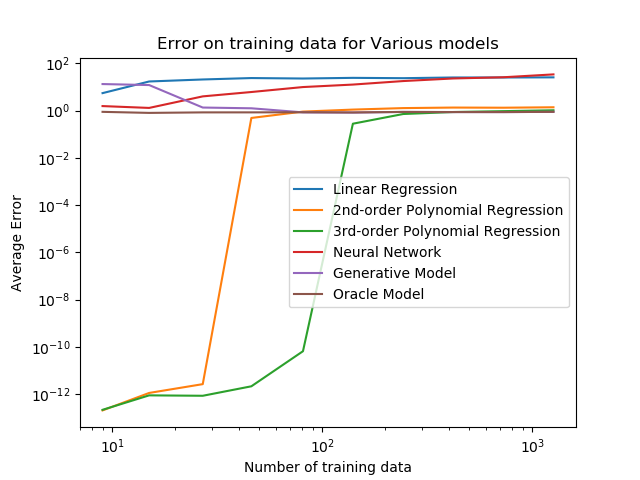 Error on training data for Various models
Average Error
10^2
10^0
10^−2
10^−4
10^−6
10^−8
10^−10
10^−12
Linear Regression
2nd-order Polynomial Regression
3rd-order Polynomial Regression
Neural Network
Generative Model
Oracle Model
10^1 10^2 10^3
Number of training data